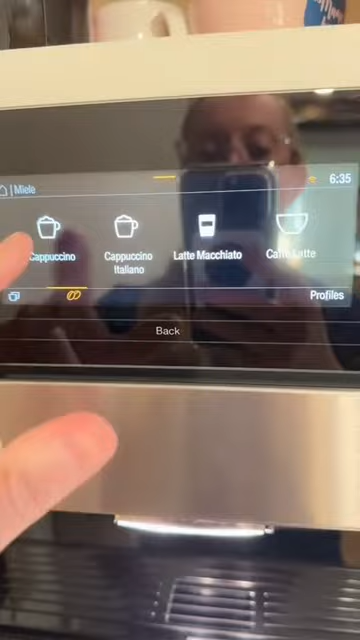 | Miele
6:35
Cappuccino
Cappuccino
Italiano
Latte Macchiato
Caffè Latte
Profiles
Back